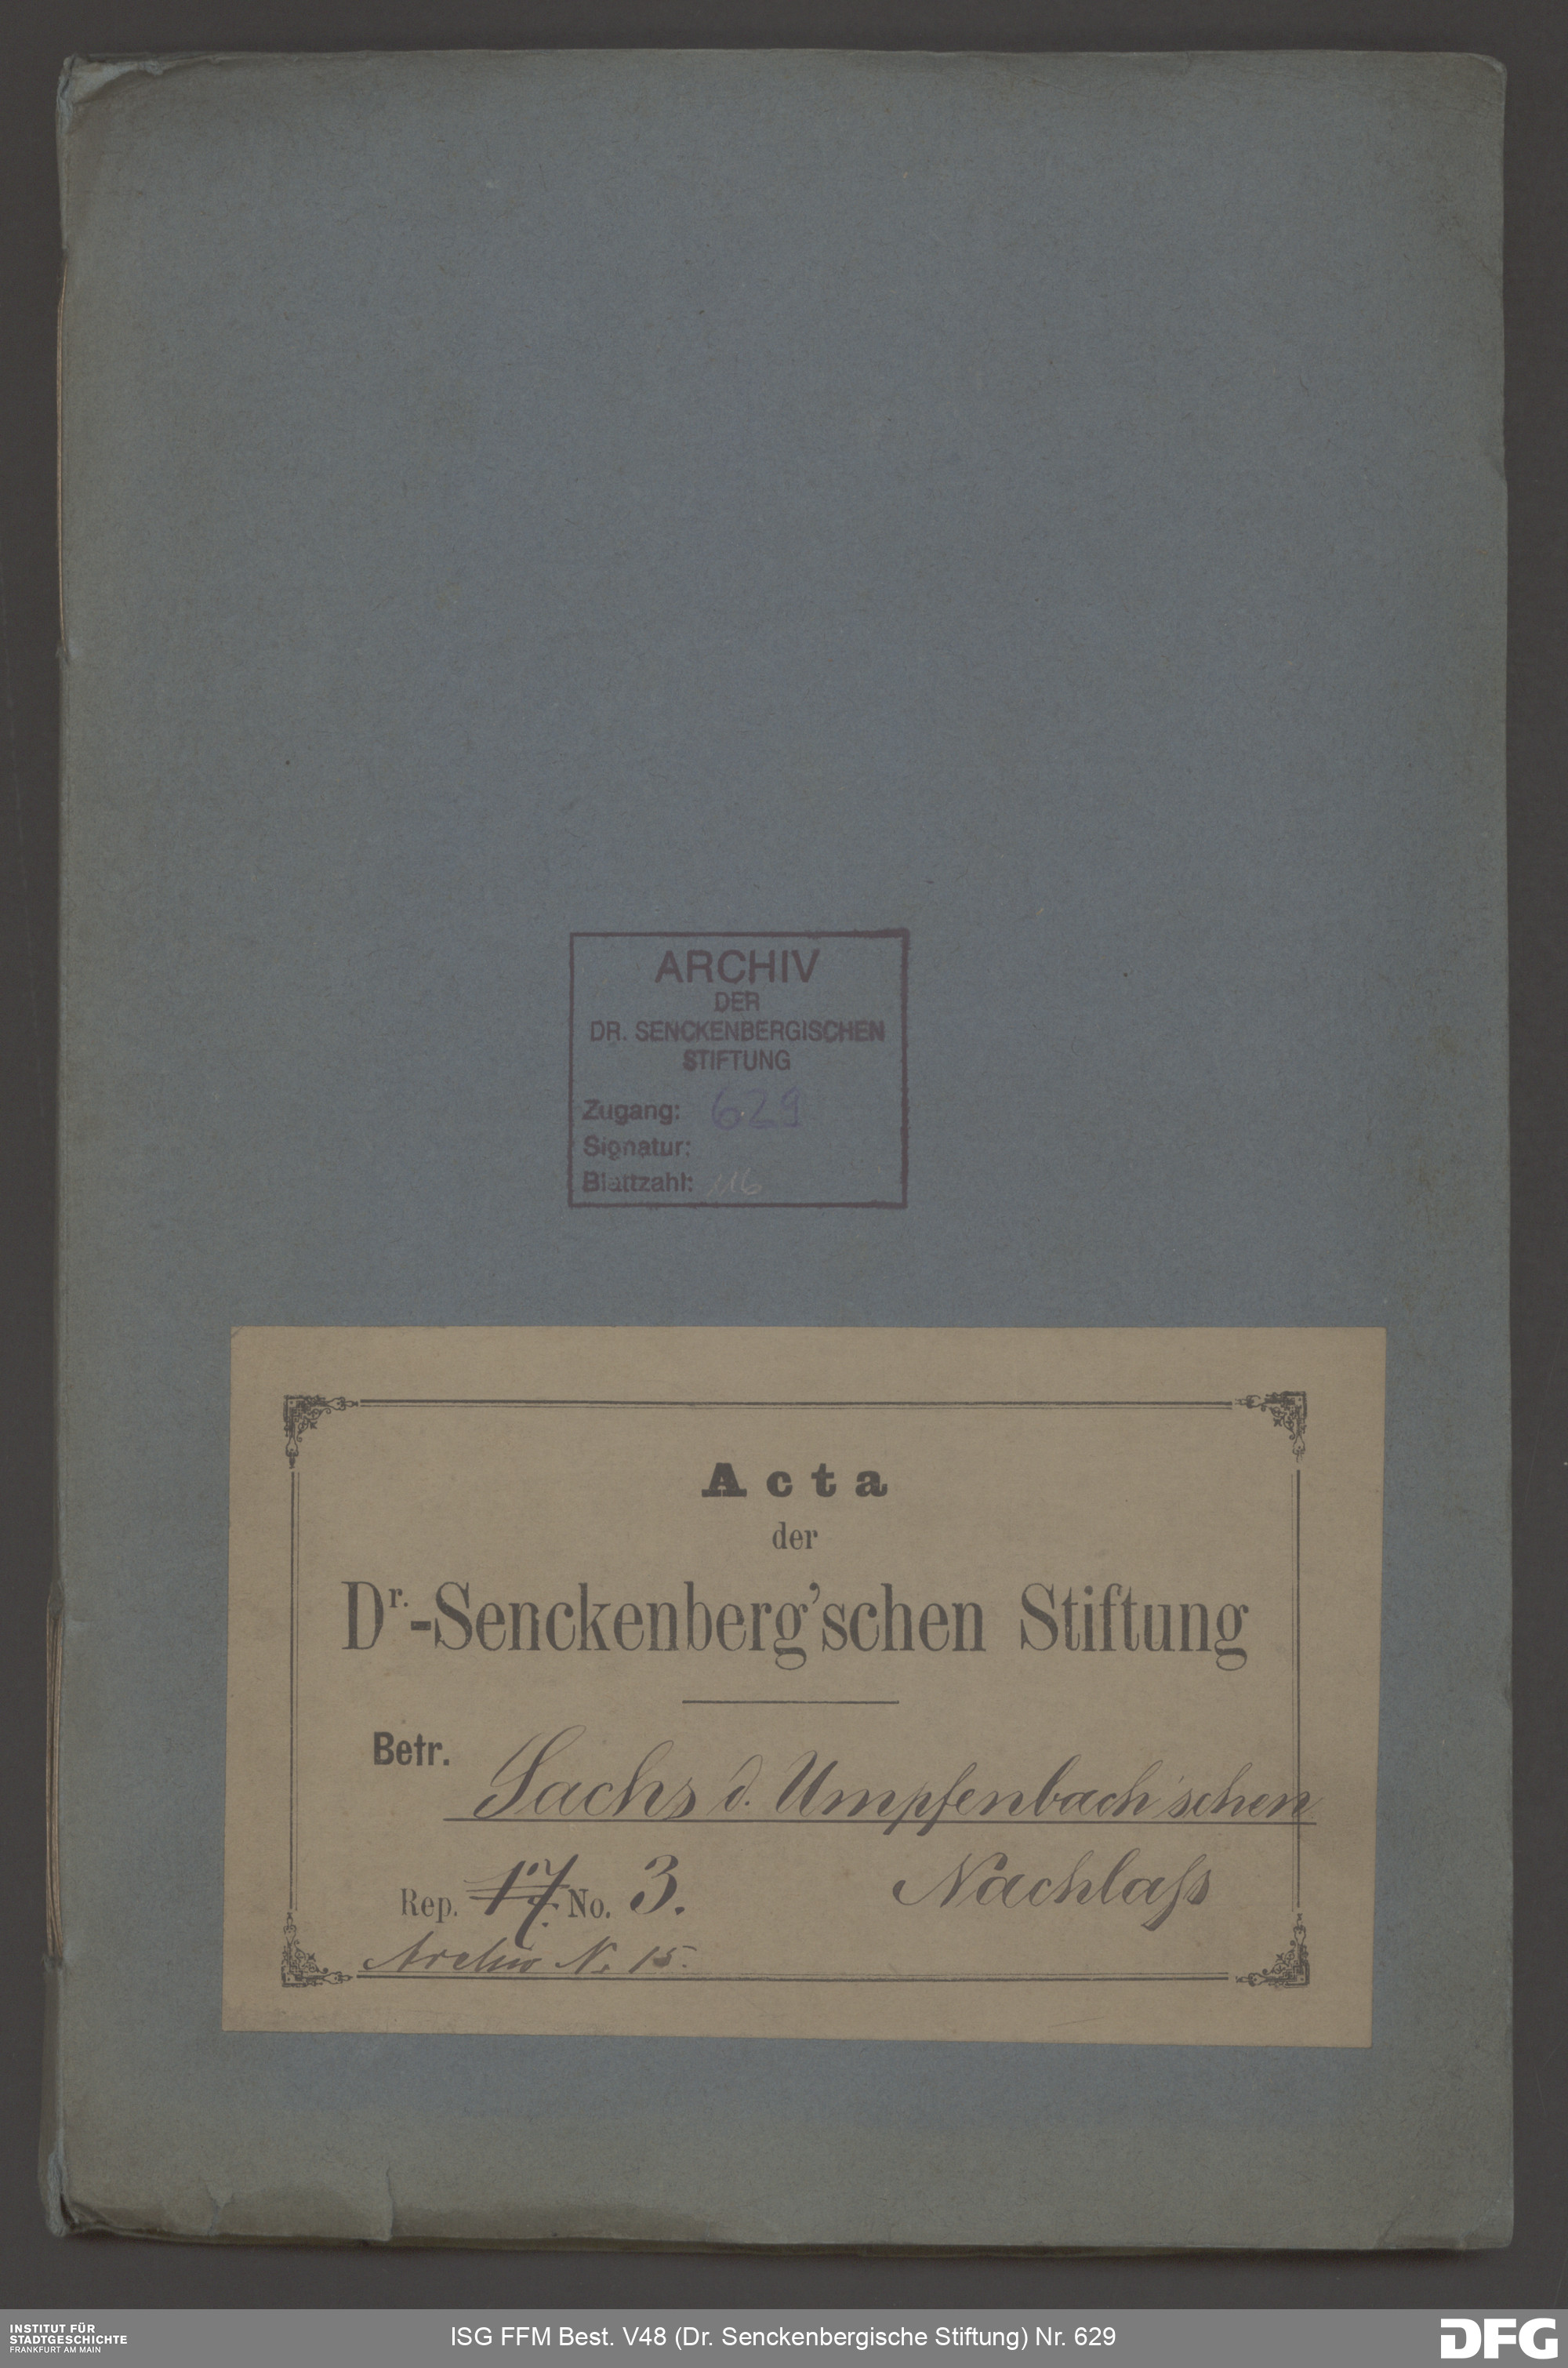 ARCHIV
DER
DR. SENCKENBERGISCHEN
STIFTUNG
Zugang: 629
Signatur:
Blattzahl: 116
Acta
der
Dr.-Senckenberg'schen Stiftung
Betr. Sachs d. Umpfenbach'schen
Nachlaſs
Rep. 17. No. 3.
Archiv N. 15.
INSTITUT FÜR
STADTGESCHICHTE
FRANKFURT AM MAIN
ISG FFM Best. V48 (Dr. Senckenbergische Stiftung) Nr. 629
DFG